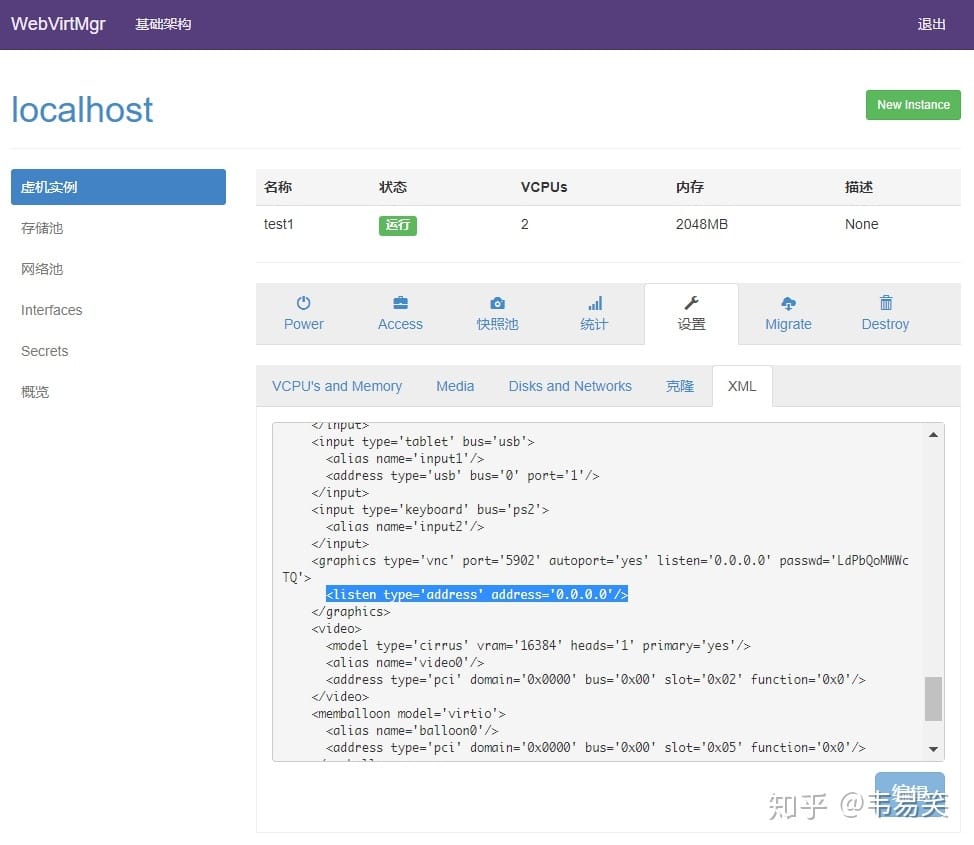 WebVirtMgr 基础架构 退出
localhost
New Instance
虚机实例
存储池
网络池
Interfaces
Secrets
概览
名称 状态 VCPUs 内存 描述
test1 运行 2 2048MB None
Power Access 快照池 统计 设置 Migrate Destroy
VCPU's and Memory Media Disks and Networks 克隆 XML
</input>
<input type='tablet' bus='usb'>
<alias name='input1'/>
<address type='usb' bus='0' port='1'/>
</input>
<input type='keyboard' bus='ps2'>
<alias name='input2'/>
</input>
<graphics type='vnc' port='5902' autoport='yes' listen='0.0.0.0' passwd='LdPbQoMWWc
TQ'>
<listen type='address' address='0.0.0.0'/>
</graphics>
<video>
<model type='cirrus' vram='16384' heads='1' primary='yes'/>
<alias name='video0'/>
<address type='pci' domain='0x0000' bus='0x00' slot='0x02' function='0x0'/>
</video>
<memballoon model='virtio'>
<alias name='balloon0'/>
<address type='pci' domain='0x0000' bus='0x00' slot='0x05' function='0x0'/>
编辑
知乎 @韦易笑